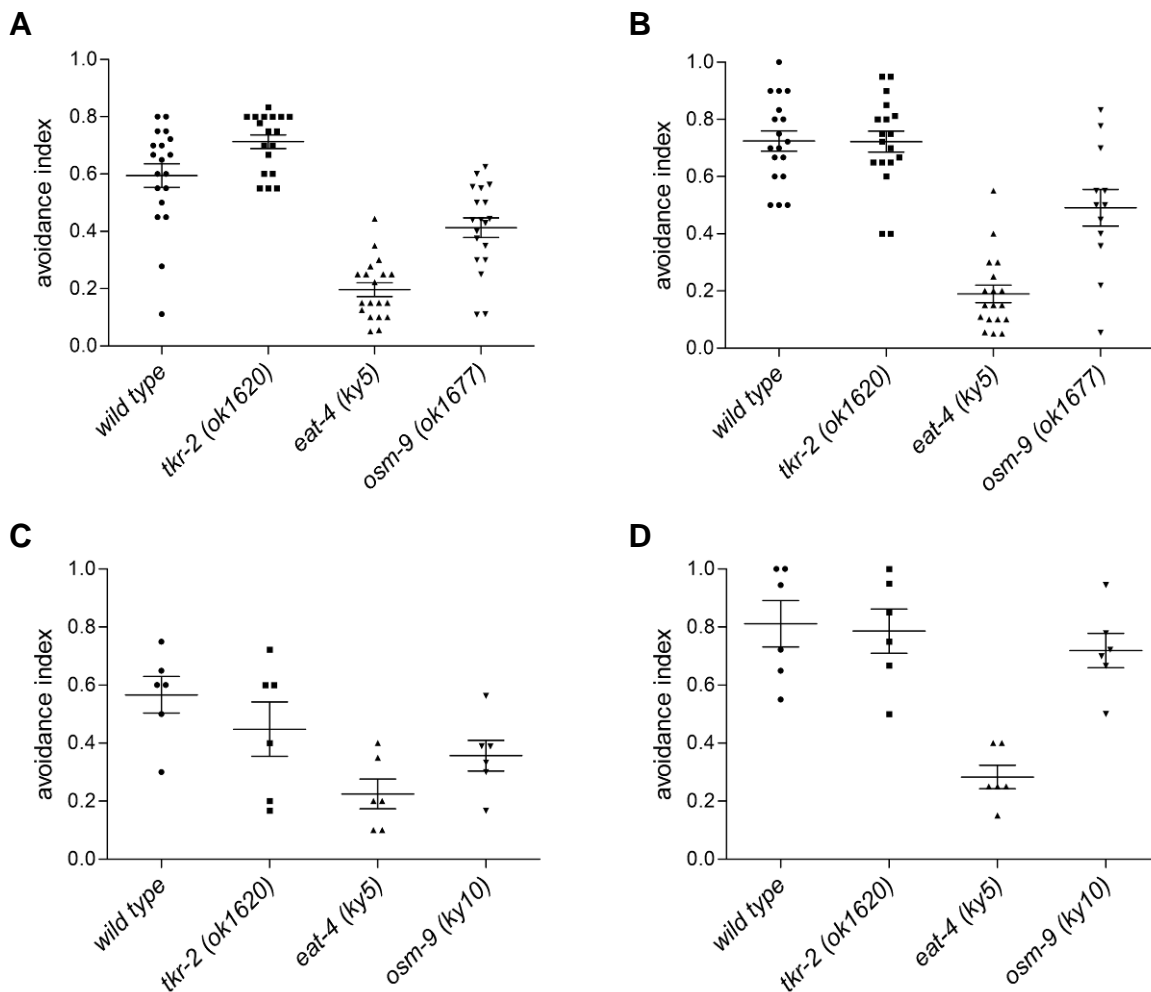 A
avoidance index
1.0
0.8
0.6
0.4
0.2
0.0
wild type
tkr-2 (ok1620)
eat-4 (ky5)
osm-9 (ok1677)
B
avoidance index
1.0
0.8
0.6
0.4
0.2
0.0
wild type
tkr-2 (ok1620)
eat-4 (ky5)
osm-9 (ok1677)
C
avoidance index
1.0
0.8
0.6
0.4
0.2
0.0
wild type
tkr-2 (ok1620)
eat-4 (ky5)
osm-9 (ky10)
D
avoidance index
1.0
0.8
0.6
0.4
0.2
0.0
wild type
tkr-2 (ok1620)
eat-4 (ky5)
osm-9 (ky10)